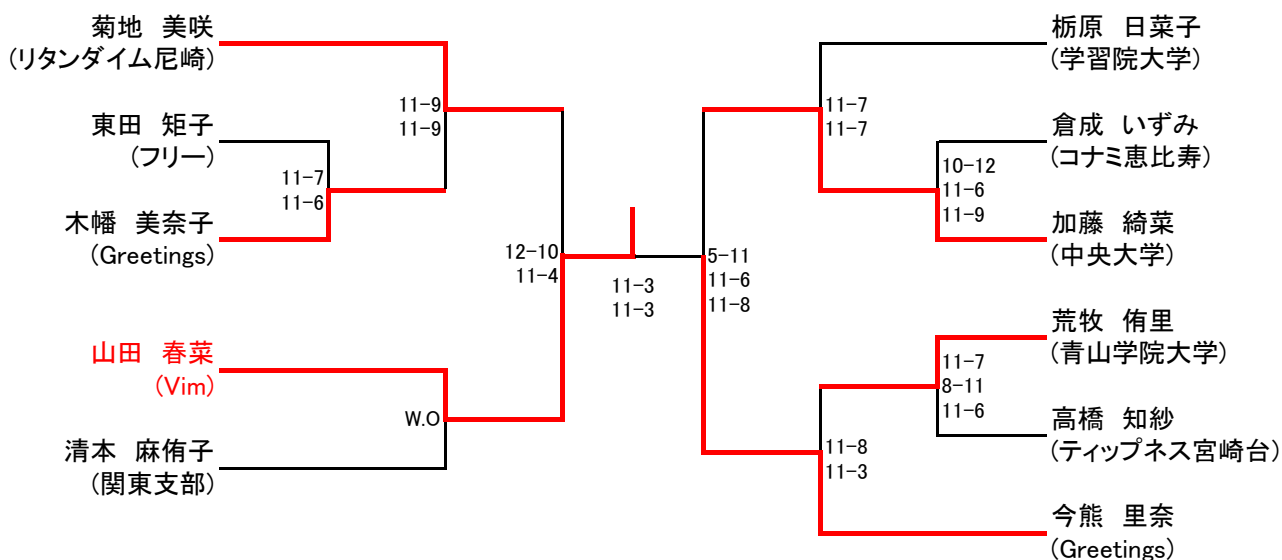 菊地 美咲
(リタンダイム尾崎)
東田 矩子
(フリー)
木幡 美奈子
(Greetings)
山田 春菜
(Vim)
清本 麻侑子
(関東支部)
11-9
11-9
11-7
11-6
12-10
11-4
W.O
11-3
11-3
5-11
11-6
11-8
11-7
11-7
10-12
11-6
11-9
11-7
8-11
11-6
11-8
11-3
栃原 日菜子
(学習院大学)
倉成 いずみ
(コナミ恵比寿)
加藤 綺菜
(中央大学)
荒牧 侑里
(青山学院大学)
高橋 知紗
(ティップネス宮崎台)
今熊 里奈
(Greetings)